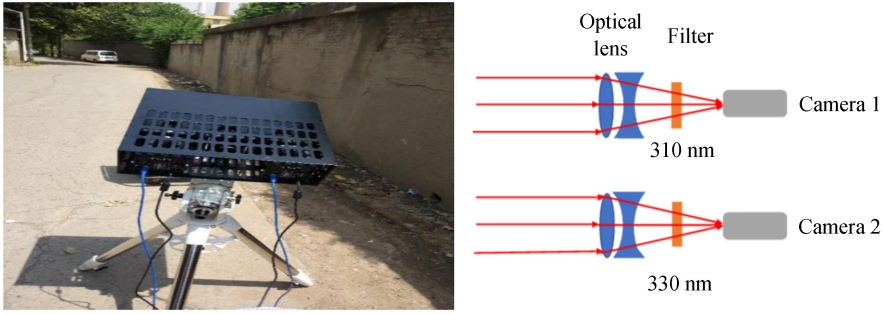 Optical
lens
Filter
Camera 1
310 nm
Camera 2
330 nm